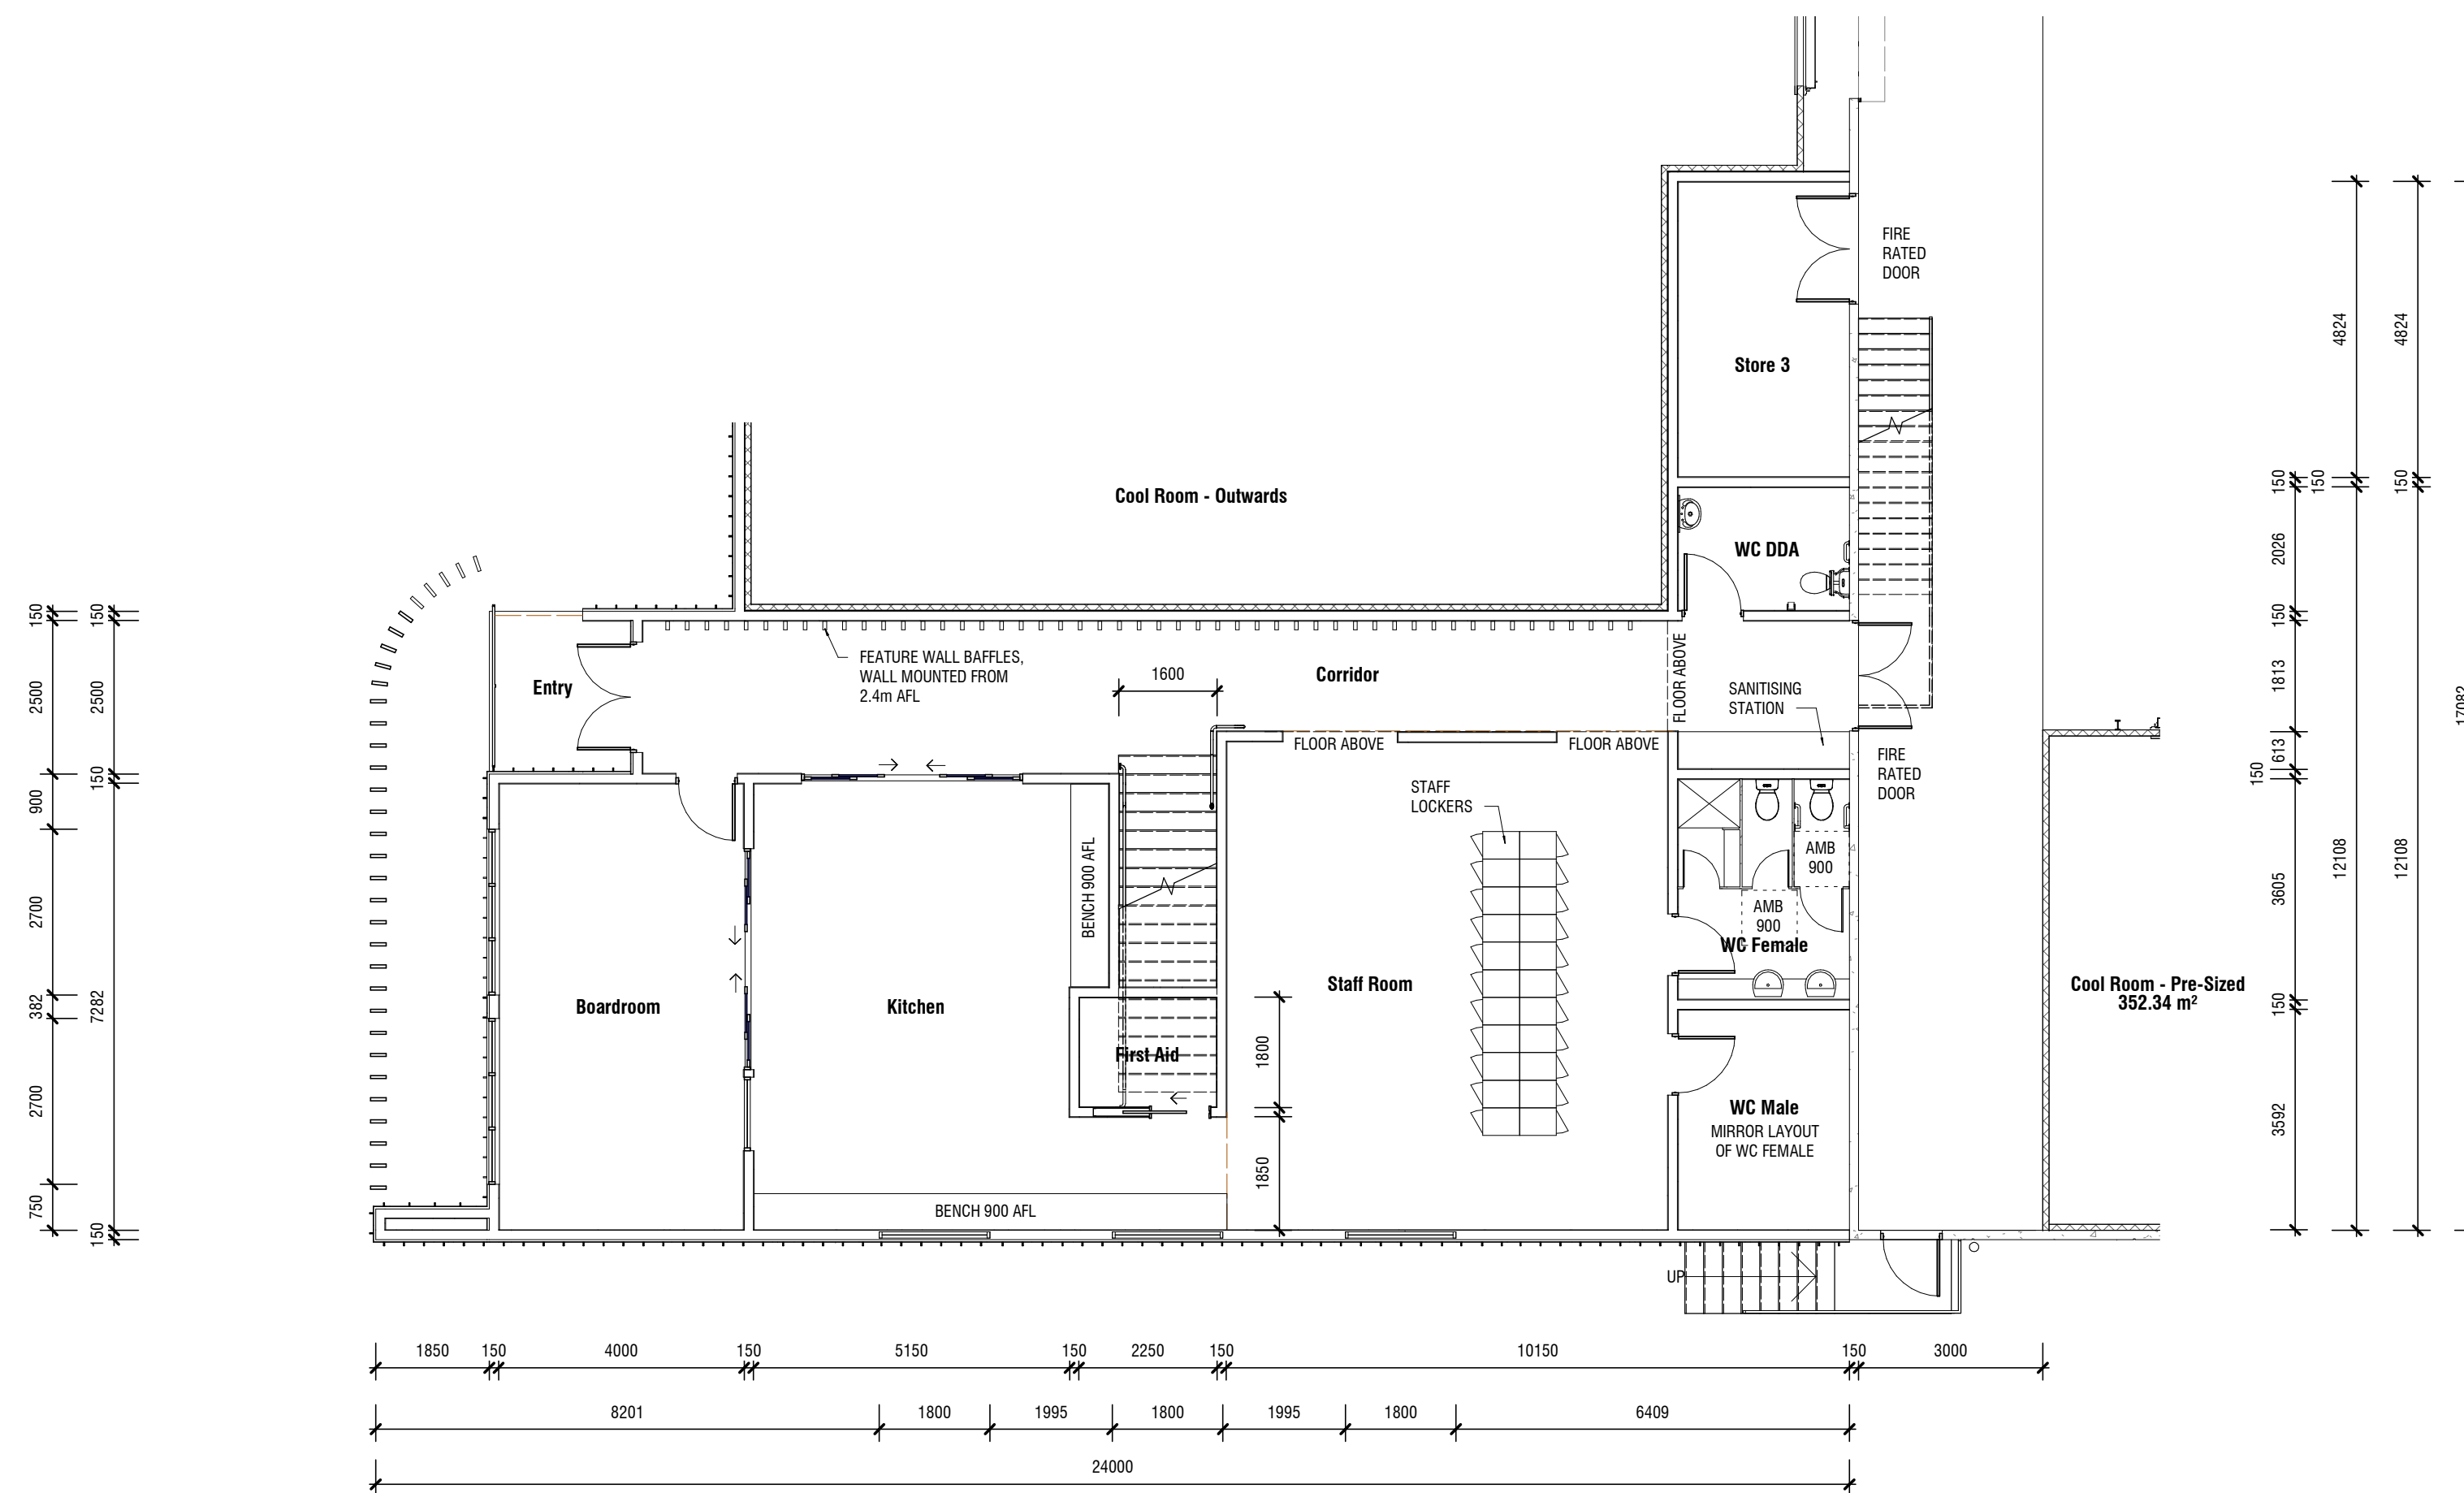 FIRE
RATED
DOOR
4824
4824
Store 3
Cool Room - Outwards
150
150
150
WC DDA
2026
150
150
150
2500
2500
Entry
FEATURE WALL BAFFLES,
WALL MOUNTED FROM
2.4m AFL
1600
Corridor
FLOOR ABOVE
SANITISING
STATION
1813
17082
FLOOR ABOVE
FLOOR ABOVE
FIRE
RATED
DOOR
613
150
150
900
STAFF
LOCKERS
BENCH 900 AFL
AMB
900
AMB
900
WC Female
3605
12108
12108
2700
382
7282
Boardroom
Kitchen
Staff Room
Cool Room - Pre-Sized
352.34 m²
150
First Aid
1800
2700
WC Male
MIRROR LAYOUT
OF WC FEMALE
3592
1850
750
150
BENCH 900 AFL
UP
1850
150
4000
150
5150
150
2250
150
10150
150
3000
8201
1800
1995
1800
1995
1800
6409
24000